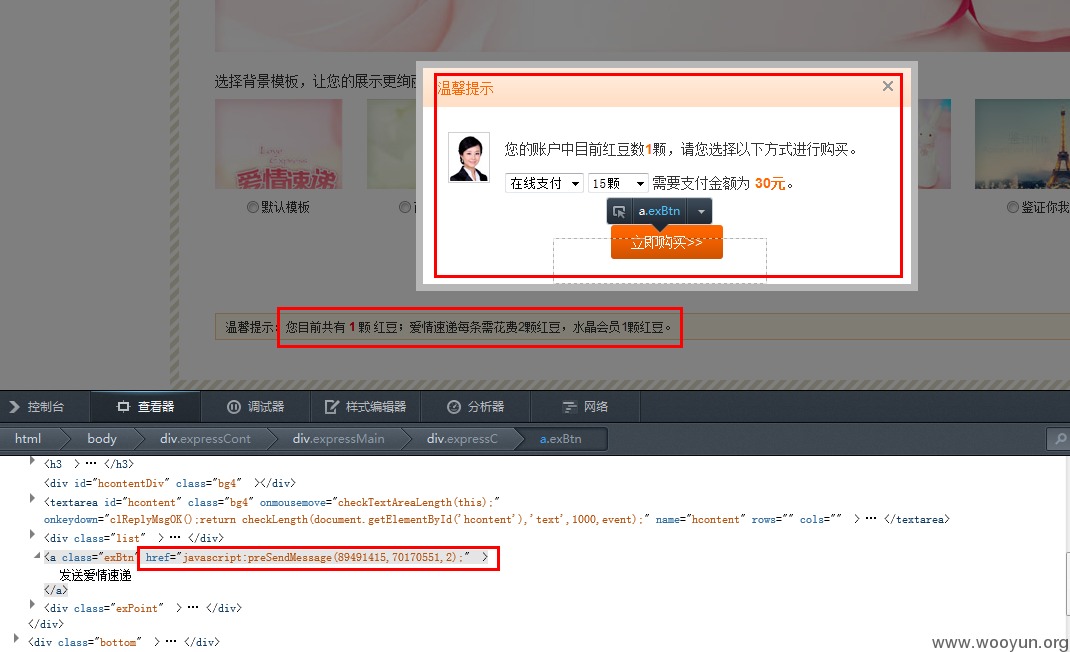 选择背景模板，让您的展示更绚丽
温馨提示
×
您的账户中目前红豆数1颗，请您选择以下方式进行购买。
在线支付 15颗 需要支付金额为 30元。
a.exBtn
立即购买>>
Love Express
爱情速递
默认模板
鉴证你我
温馨提示：您目前共有 1 颗 红豆；爱情速递每条需花费2颗红豆，水晶会员1颗红豆。
控制台 查看器 调试器 样式编辑器 分析器 网络
html body div.expressCont div.expressMain div.expressC a.exBtn
<h3 > ··· </h3>
<div id="hcontentDiv" class="bg4" ></div>
<textarea id="hcontent" class="bg4" onmousemove="checkTextAreaLength(this);"
onkeydown="clReplyMsgOK();return checkLength(document.getElementById('hcontent'),'text',1000,event);" name="hcontent" rows="" cols="" > ··· </textarea>
<div class="list" > ··· </div>
<a class="exBtn" href="javascript:preSendMessage(89491415,70170551,2);" >
发送爱情速递
</a>
<div class="exPoint" > ··· </div>
</div>
<div class="bottom" > ··· </div>
www.wooyun.org